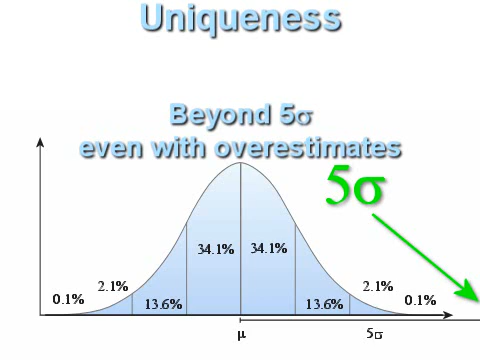 Uniqueness
Beyond 5σ
even with overestimates
5σ
34.1% 34.1%
2.1% 2.1%
0.1% 13.6% 13.6% 0.1%
μ 5σ